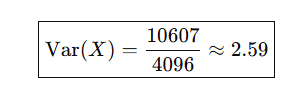 Var(X) = 10607/4096 ≈ 2.59